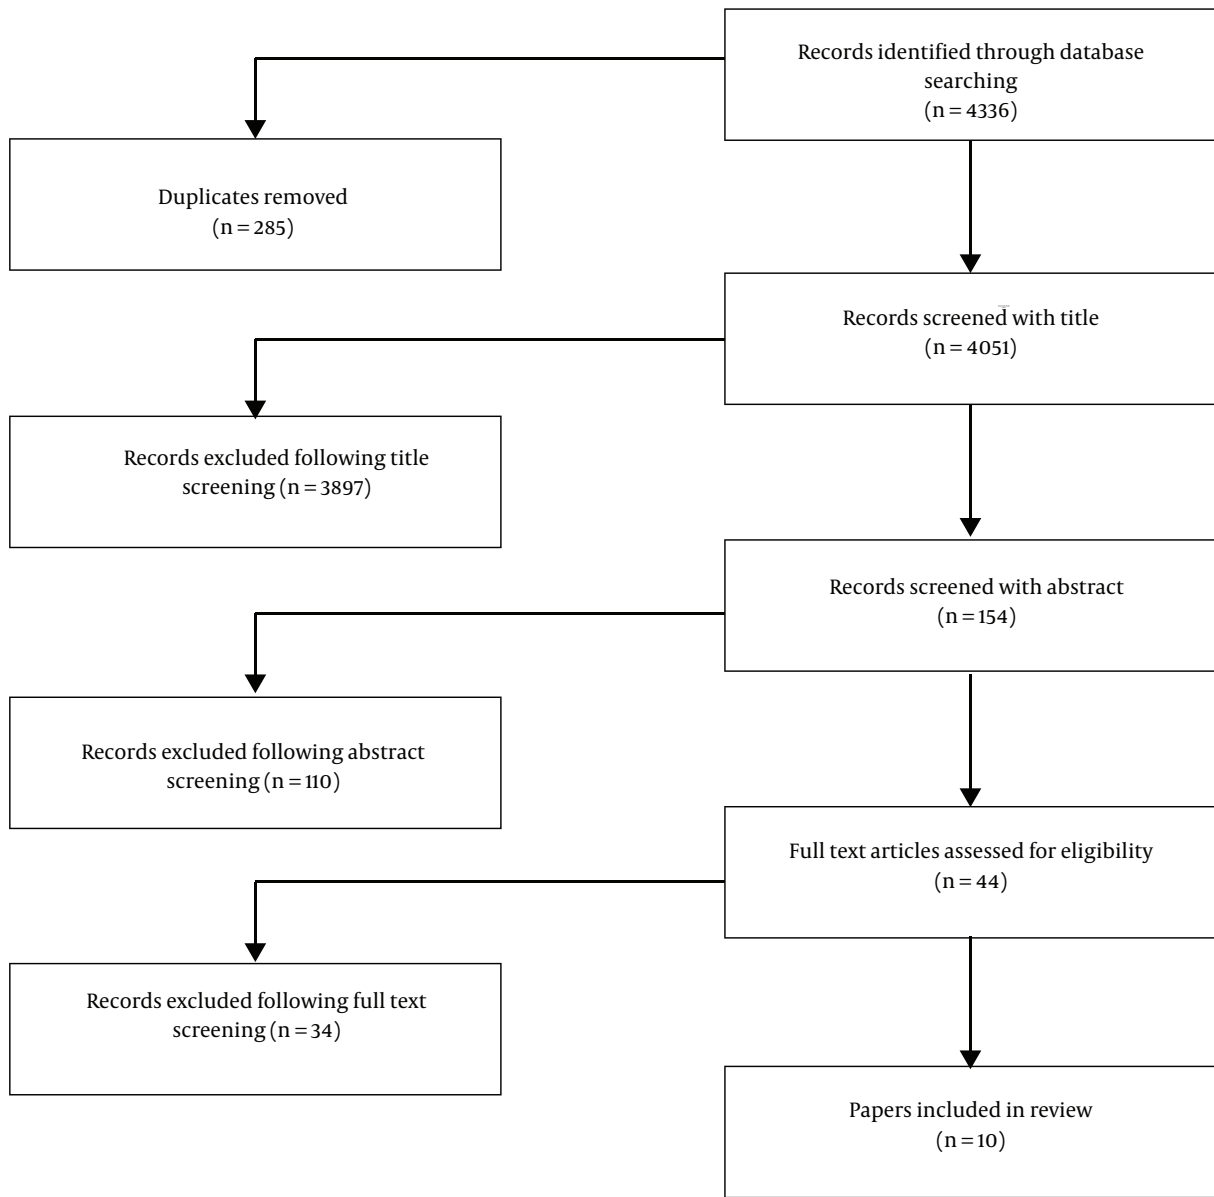 Records identified through database
searching
(n = 4336)
Duplicates removed
(n = 285)
Records screened with title
(n = 4051)
Records excluded following title
screening (n = 3897)
Records screened with abstract
(n = 154)
Records excluded following abstract
screening (n = 110)
Full text articles assessed for eligibility
(n = 44)
Records excluded following full text
screening (n = 34)
Papers included in review
(n = 10)